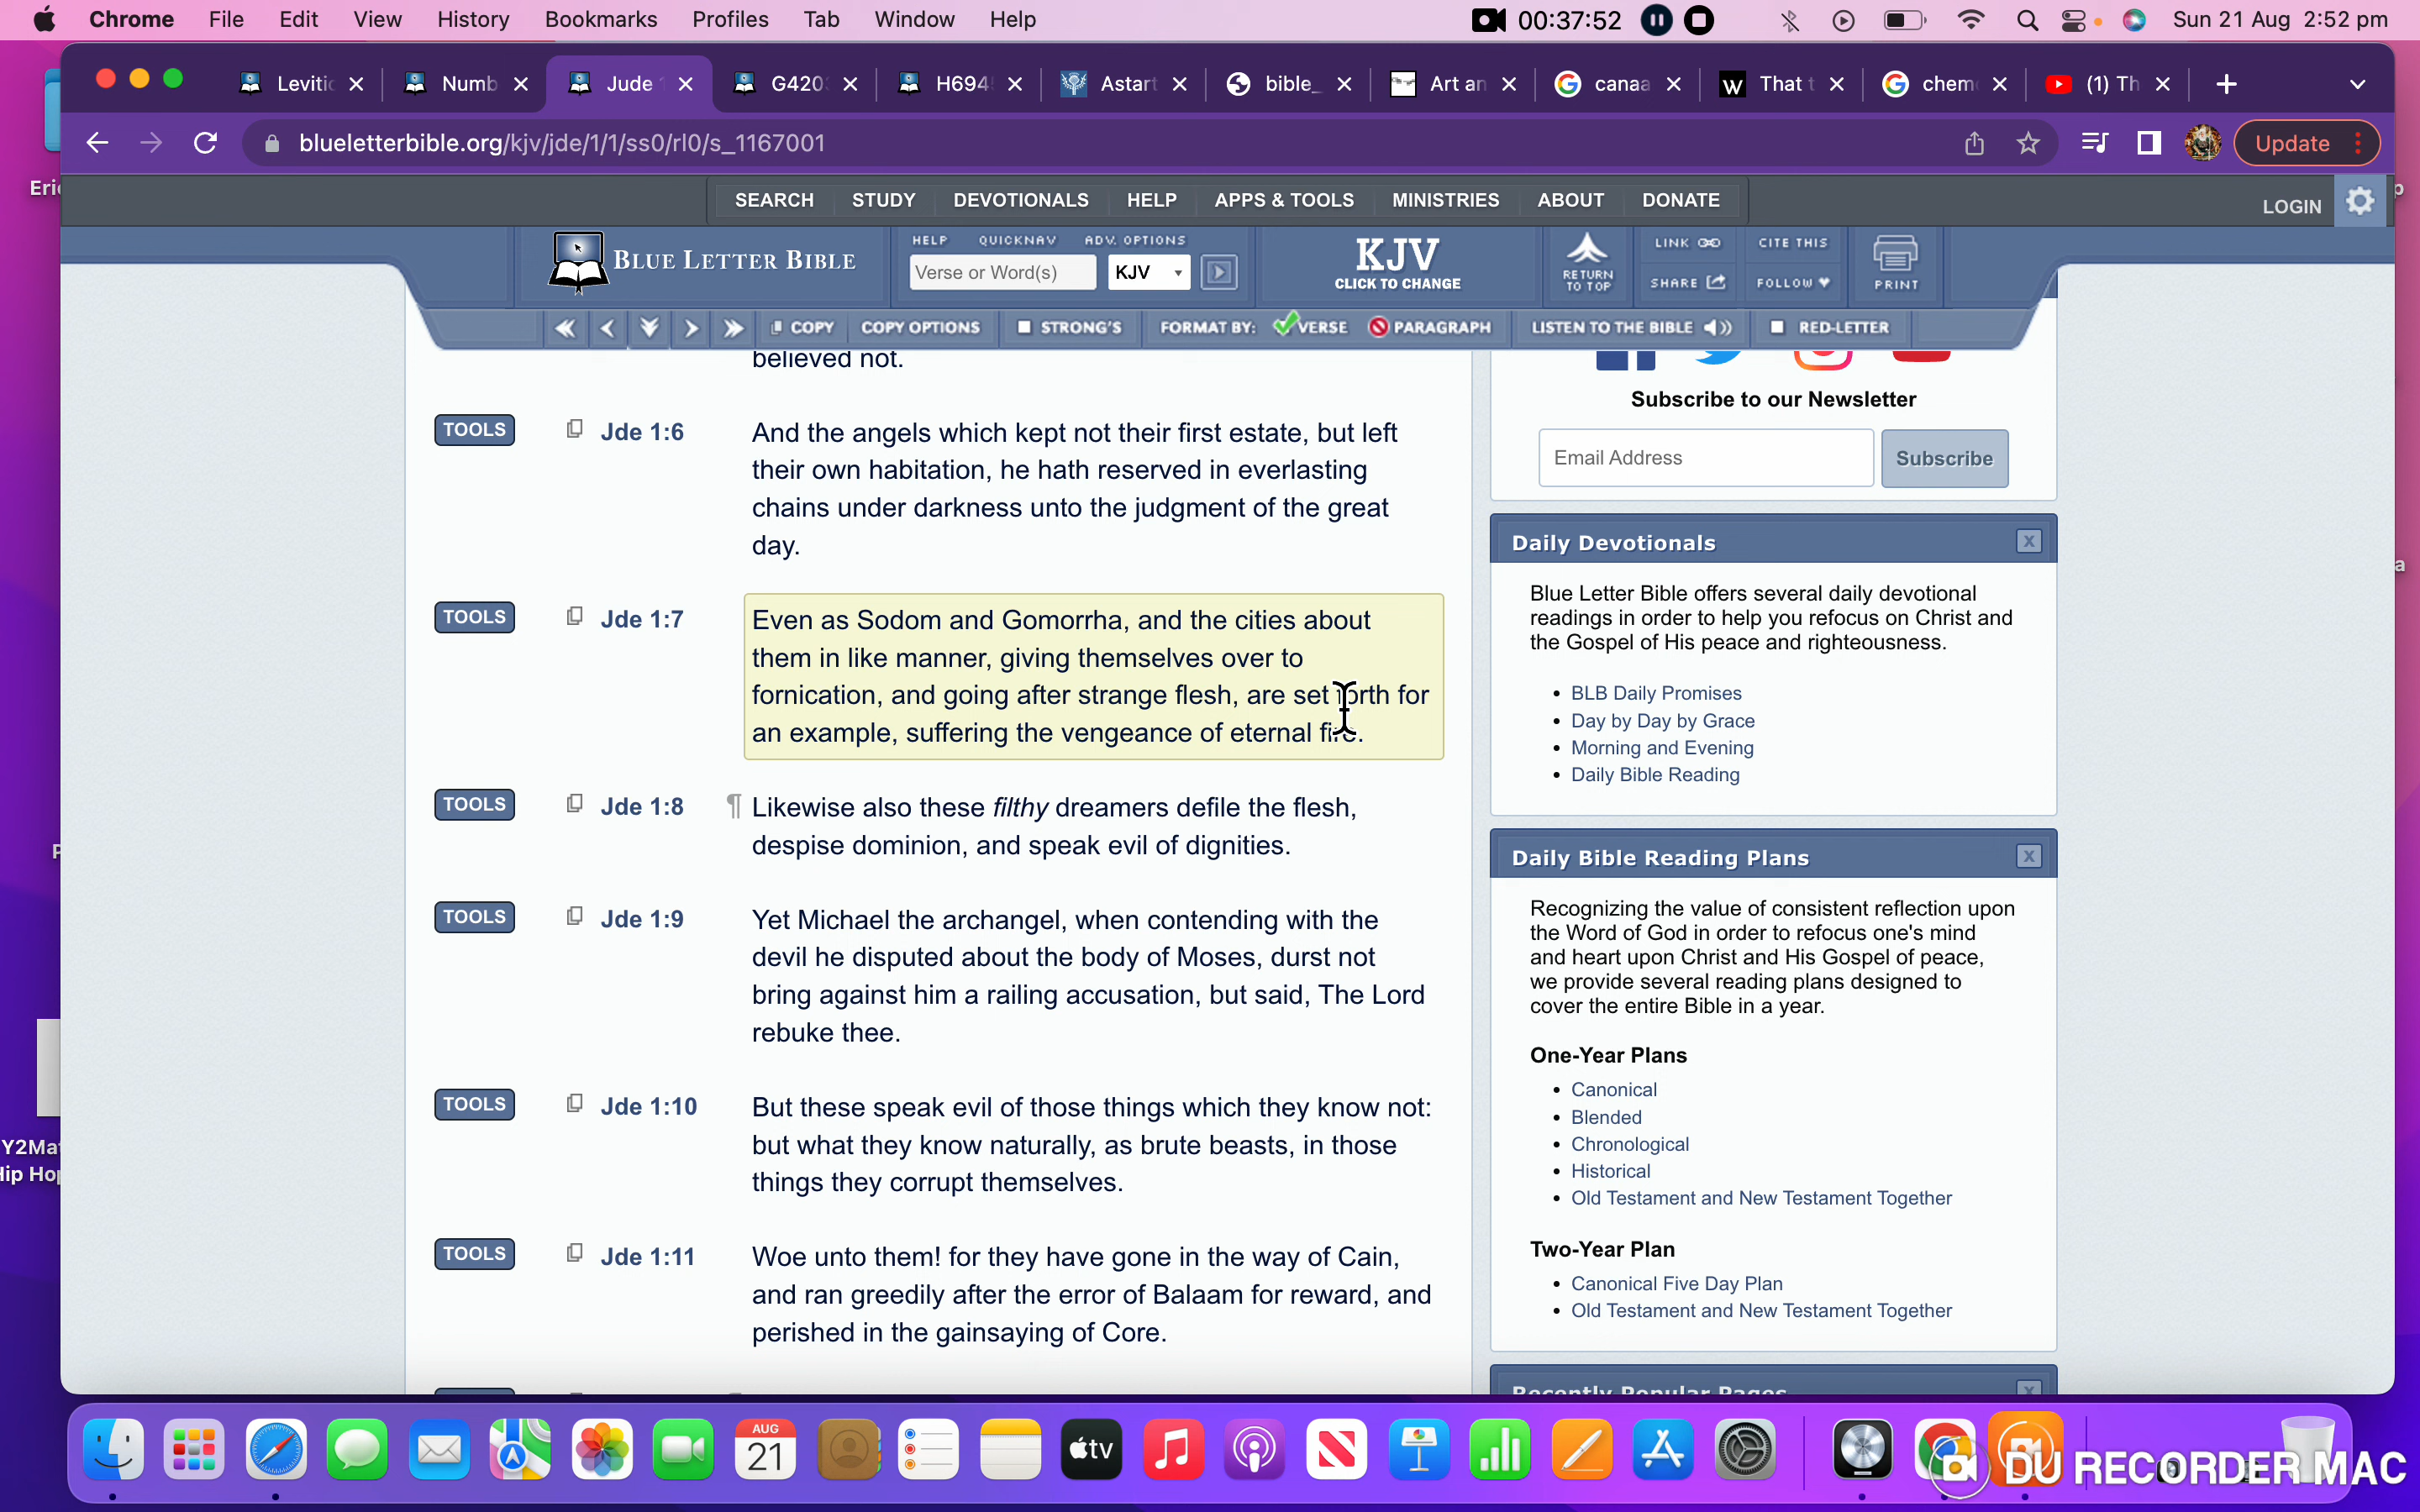 Chrome File Edit View History Bookmarks Profiles Tab Window Help 00:37:52 Sun 21 Aug 2:52 pm
Levitic Numb Jude G420 H694 Astart bible_ Art an canaa That t chem (1) Th
blueletterbible.org/kjv/jde/1/1/ss0/rl0/s_1167001 Update
Eri
SEARCH STUDY DEVOTIONALS HELP APPS & TOOLS MINISTRIES ABOUT DONATE LOGIN
BLUE LETTER BIBLE
HELP QUICKNAV ADV. OPTIONS
Verse or Word(s) KJV
KJV
CLICK TO CHANGE
RETURN
TO TOP
LINK CITE THIS
SHARE FOLLOW
PRINT
COPY COPY OPTIONS STRONG'S FORMAT BY: VERSE PARAGRAPH LISTEN TO THE BIBLE RED-LETTER
believed not.
TOOLS Jde 1:6 And the angels which kept not their first estate, but left
their own habitation, he hath reserved in everlasting
chains under darkness unto the judgment of the great
day.
TOOLS Jde 1:7 Even as Sodom and Gomorrha, and the cities about
them in like manner, giving themselves over to
fornication, and going after strange flesh, are set forth for
an example, suffering the vengeance of eternal fire.
TOOLS Jde 1:8 ¶ Likewise also these filthy dreamers defile the flesh,
despise dominion, and speak evil of dignities.
TOOLS Jde 1:9 Yet Michael the archangel, when contending with the
devil he disputed about the body of Moses, durst not
bring against him a railing accusation, but said, The Lord
rebuke thee.
TOOLS Jde 1:10 But these speak evil of those things which they know not:
but what they know naturally, as brute beasts, in those
things they corrupt themselves.
TOOLS Jde 1:11 Woe unto them! for they have gone in the way of Cain,
and ran greedily after the error of Balaam for reward, and
perished in the gainsaying of Core.
Subscribe to our Newsletter
Email Address Subscribe
Daily Devotionals x
Blue Letter Bible offers several daily devotional
readings in order to help you refocus on Christ and
the Gospel of His peace and righteousness.
• BLB Daily Promises
• Day by Day by Grace
• Morning and Evening
• Daily Bible Reading
Daily Bible Reading Plans x
Recognizing the value of consistent reflection upon
the Word of God in order to refocus one's mind
and heart upon Christ and His Gospel of peace,
we provide several reading plans designed to
cover the entire Bible in a year.
One-Year Plans
• Canonical
• Blended
• Chronological
• Historical
• Old Testament and New Testament Together
Two-Year Plan
• Canonical Five Day Plan
• Old Testament and New Testament Together
Recently Popular Pages x
Y2Ma
Hip Ho
AUG
21
tv
DU RECORDER MAC